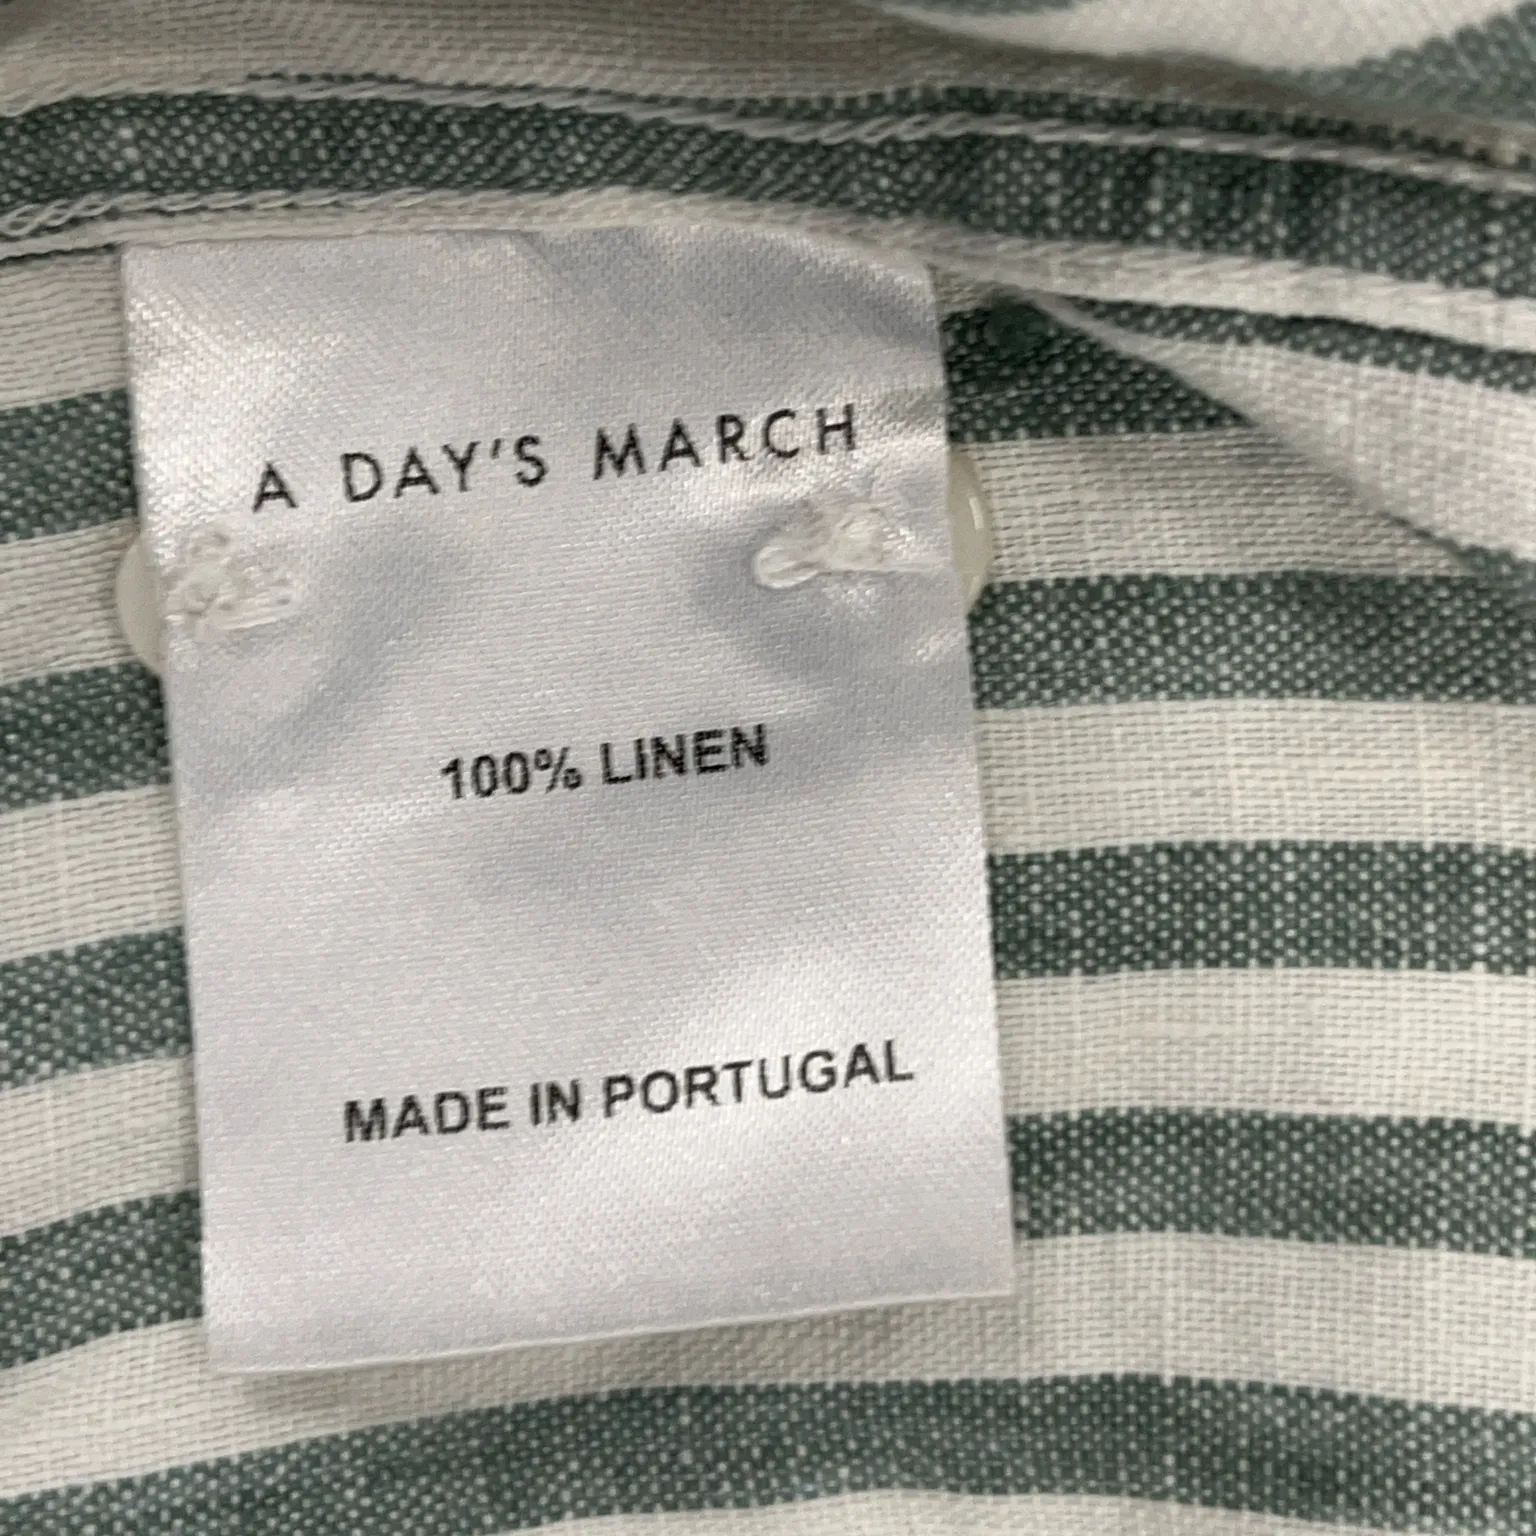 A DAY'S MARCH
100% LINEN
MADE IN PORTUGAL